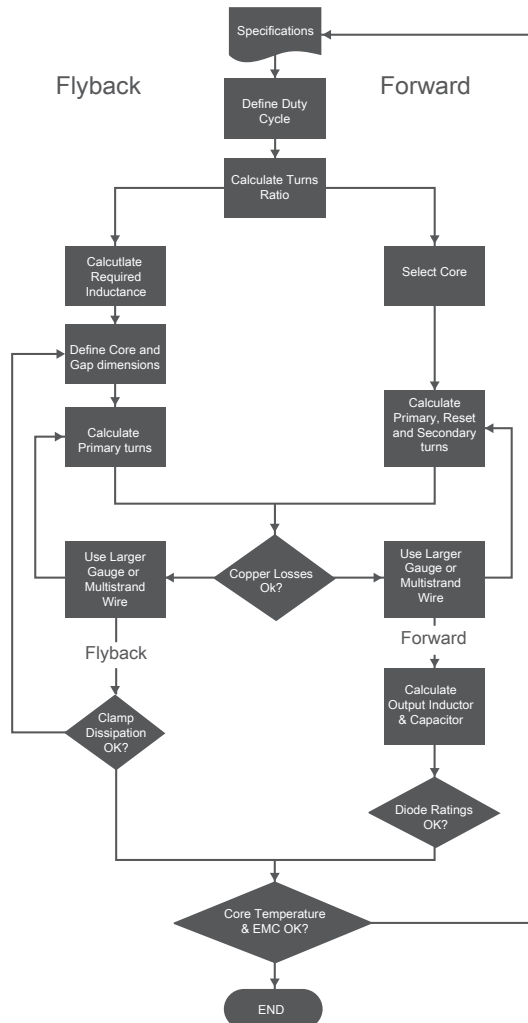 Specifications
Flyback
Forward
Define Duty
Cycle
Calculate Turns
Ratio
Calcutlate
Required
Inductance
Select Core
Define Core and
Gap dimensions
Calculate
Primary turns
Calculate
Primary, Reset
and Secondary
turns
Copper Losses
Ok?
Use Larger
Gauge or
Multistrand
Wire
Use Larger
Gauge or
Multistrand
Wire
Flyback
Forward
Clamp
Dissipation
OK?
Calculate
Output Inductor
& Capacitor
Diode Ratings
OK?
Core Temperature
& EMC OK?
END